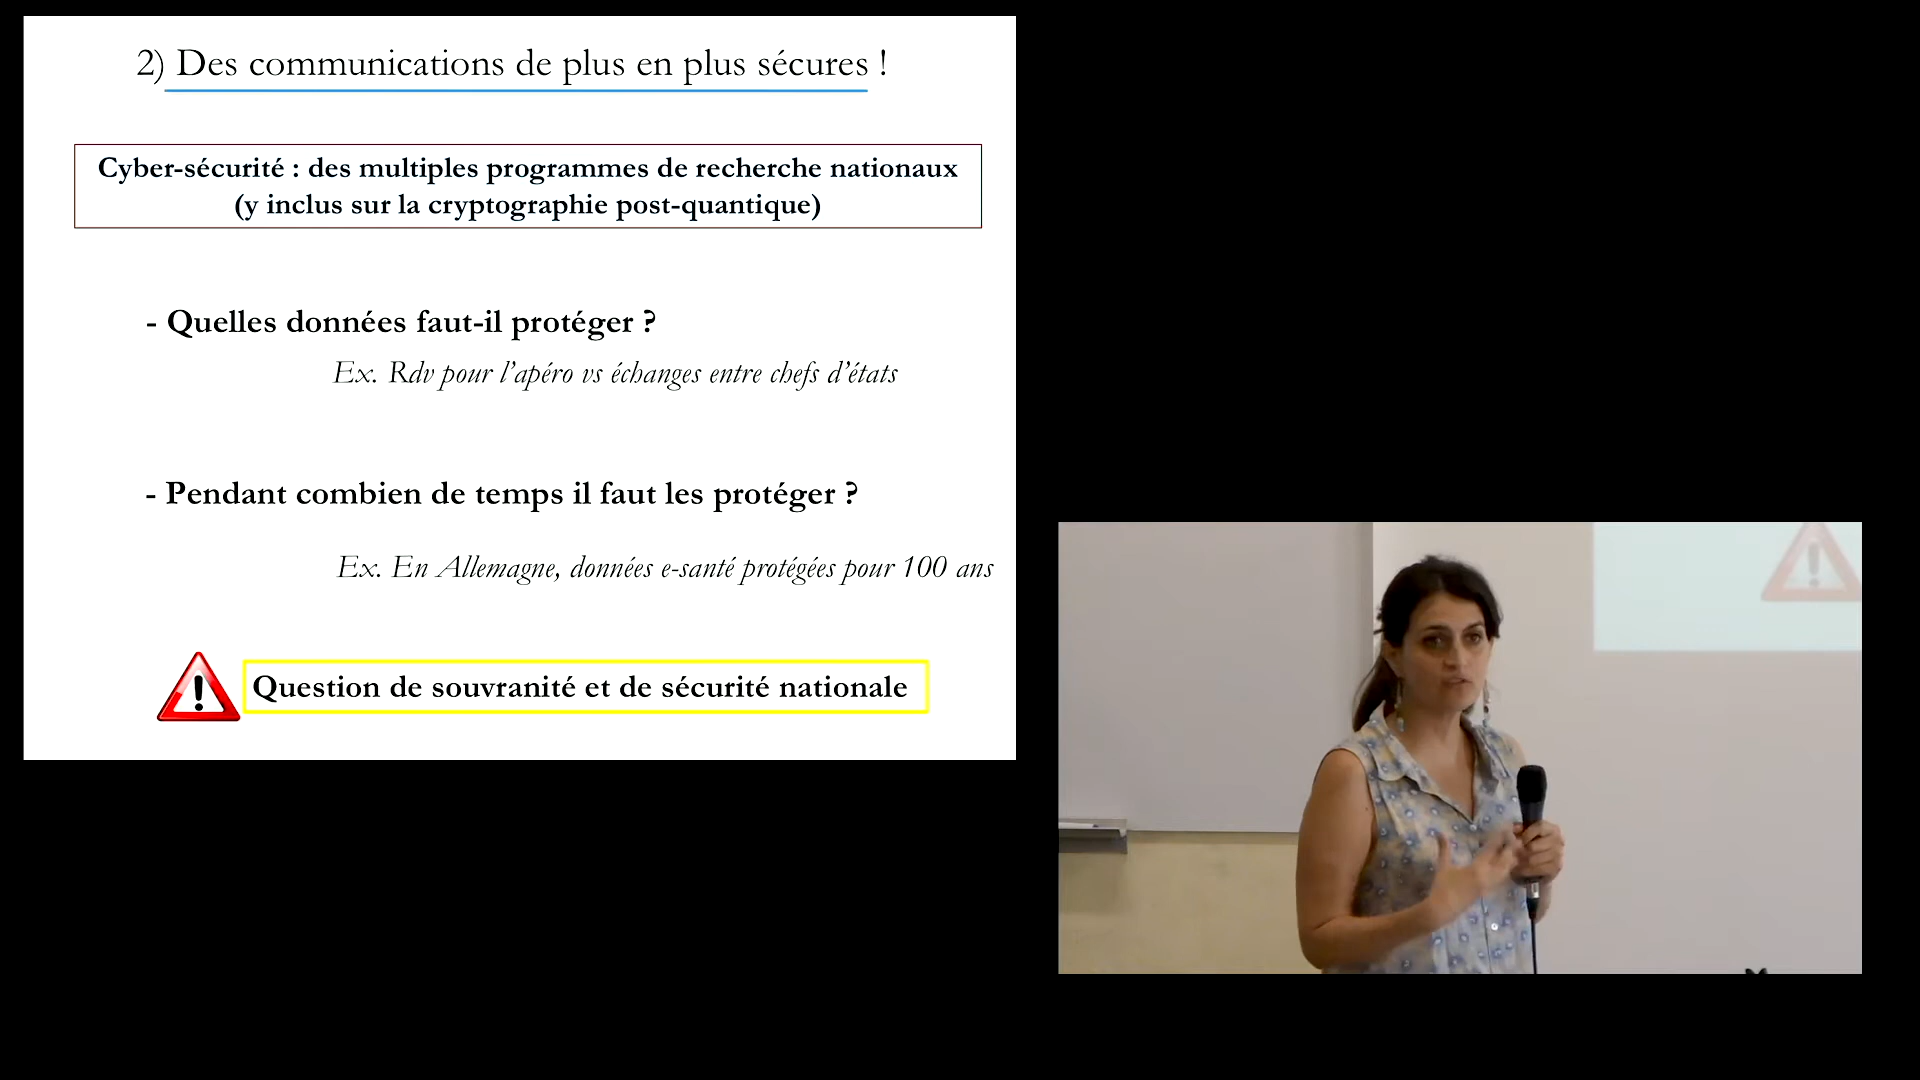 2) Des communications de plus en plus sécures !
Cyber-sécurité : des multiples programmes de recherche nationaux
(y inclus sur la cryptographie post-quantique)
- Quelles données faut-il protéger ?
Ex. Rdv pour l'apéro vs échanges entre chefs d'états
- Pendant combien de temps il faut les protéger ?
Ex. En Allemagne, données e-santé protégées pour 100 ans
Question de souvranité et de sécurité nationale